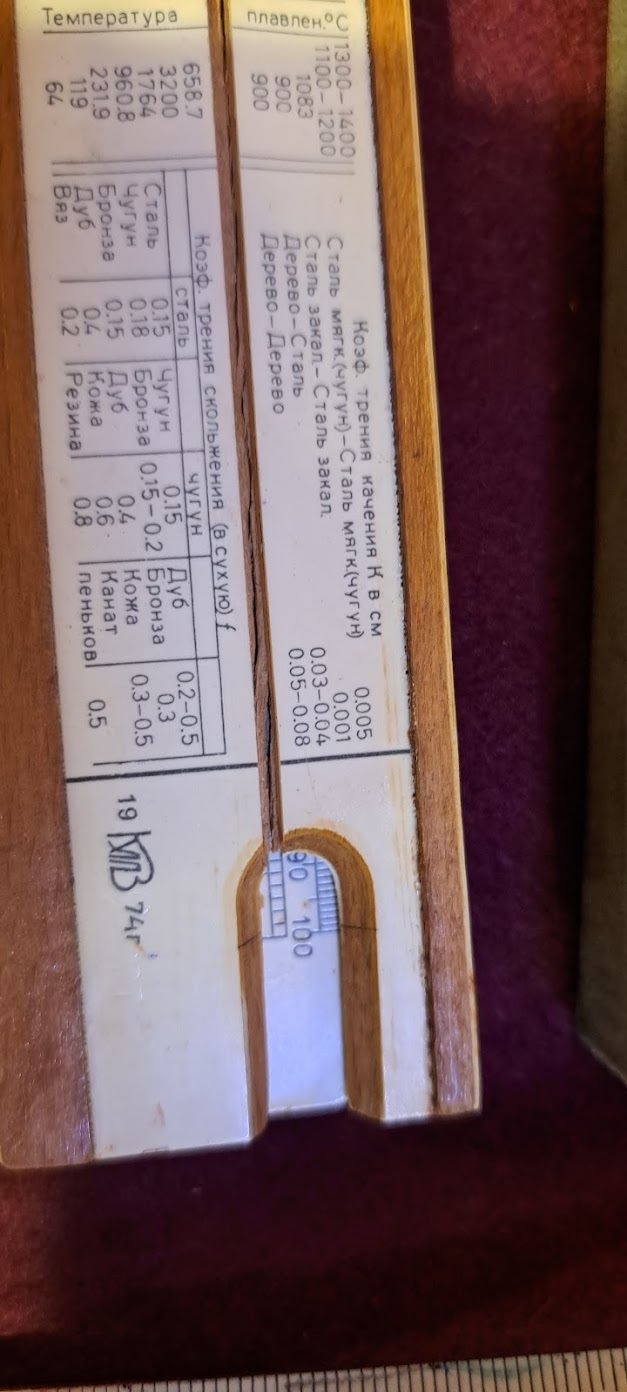 Температура плавлен.°C
1300–1400
1100–1200
1083
900
900
Коэф. трения качения К в см
Сталь мягк.(чугун)–Сталь мягк.(чугун) 0.005
Сталь закал.–Сталь закал. 0.001
Дерево–Сталь 0.03–0.04
Дерево–Дерево 0.05–0.08
658.7
3200
1764
960.8
231.9
119
64
Коэф. трения скольжения (в сухую) f
сталь чугун
Сталь 0.15 Чугун 0.15 Дуб 0.2–0.5
Чугун 0.18 Бронза 0.15–0.2 Бронза 0.3
Бронза 0.15 Дуб 0.4 Кожа 0.3–0.5
Дуб 0.4 Кожа 0.6 Канат
Вяз 0.2 Резина 0.8 пеньков 0.5
90 100
19 74г